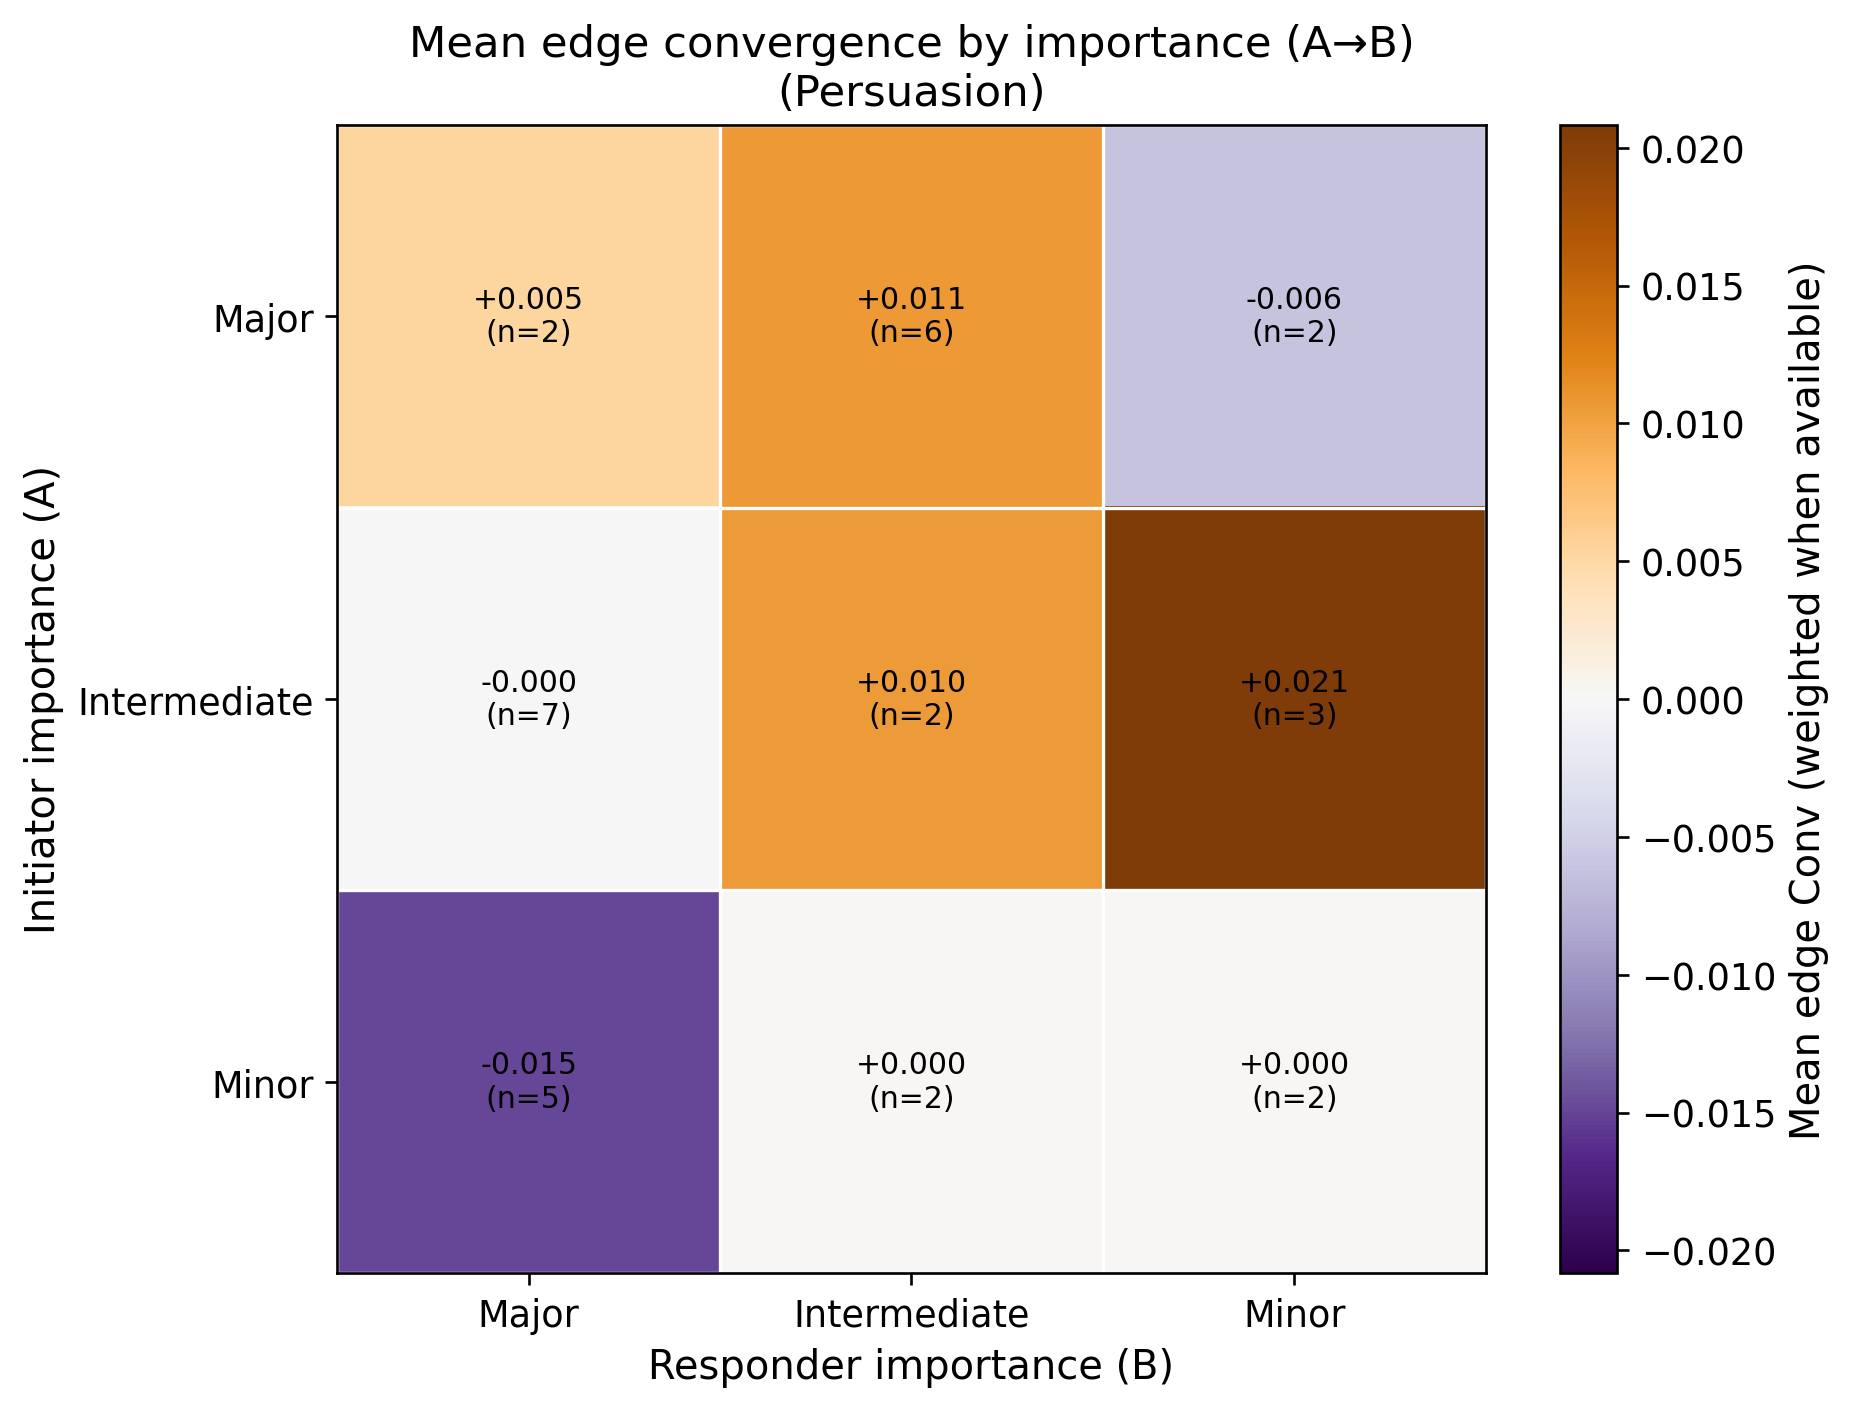 Mean edge convergence by importance (A→B)
(Persuasion)
Initiator importance (A)
Major
Intermediate
Minor
+0.005
(n=2)
+0.011
(n=6)
-0.006
(n=2)
-0.000
(n=7)
+0.010
(n=2)
+0.021
(n=3)
-0.015
(n=5)
+0.000
(n=2)
+0.000
(n=2)
Major
Intermediate
Minor
Responder importance (B)
0.020
0.015
0.010
0.005
0.000
−0.005
−0.010
−0.015
−0.020
Mean edge Conv (weighted when available)